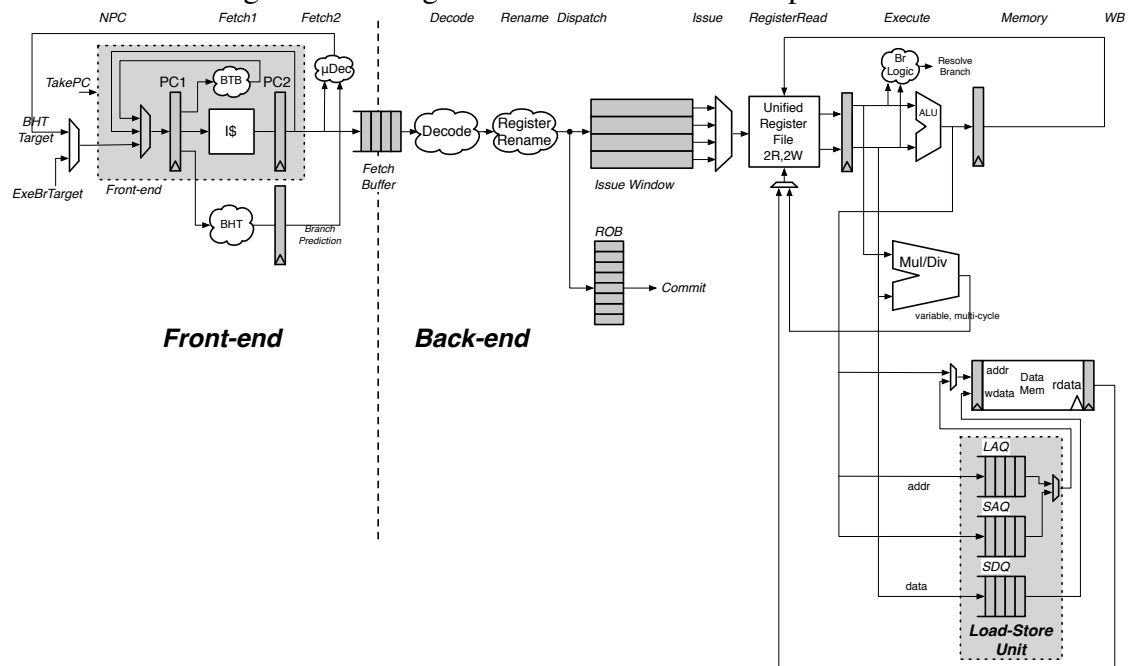 NPC Fetch1 Fetch2 Decode Rename Dispatch Issue RegisterRead Execute Memory WB
TakePC
PC1
BTB
PC2
µDec
BHT
Target
I$
ExeBrTarget
Front-end
BHT
Branch
Prediction
Fetch
Buffer
Decode
Register
Rename
Issue Window
Unified
Register
File
2R,2W
Br
Logic
Resolve
Branch
ALU
ROB
Commit
Mul/Div
variable, multi-cycle
Front-end
Back-end
addr
wdata
Data
Mem
rdata
LAQ
addr
SAQ
SDQ
data
Load-Store
Unit